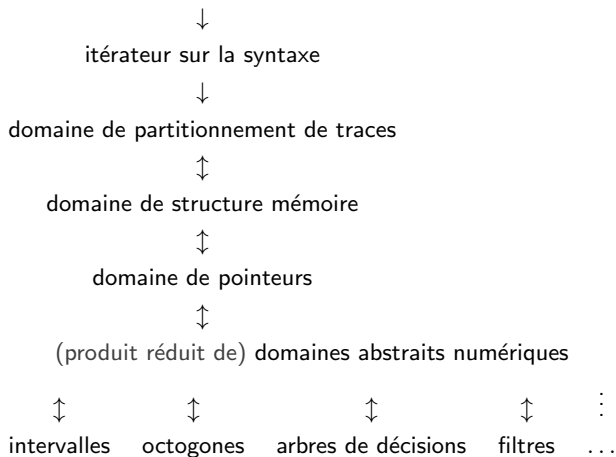 ↓
itérateur sur la syntaxe
↓
domaine de partitionnement de traces
↕
domaine de structure mémoire
↕
domaine de pointeurs
↕
(produit réduit de) domaines abstraits numériques
↕ ↕ ↕ ↕ ⋮
intervalles octogones arbres de décisions filtres ...